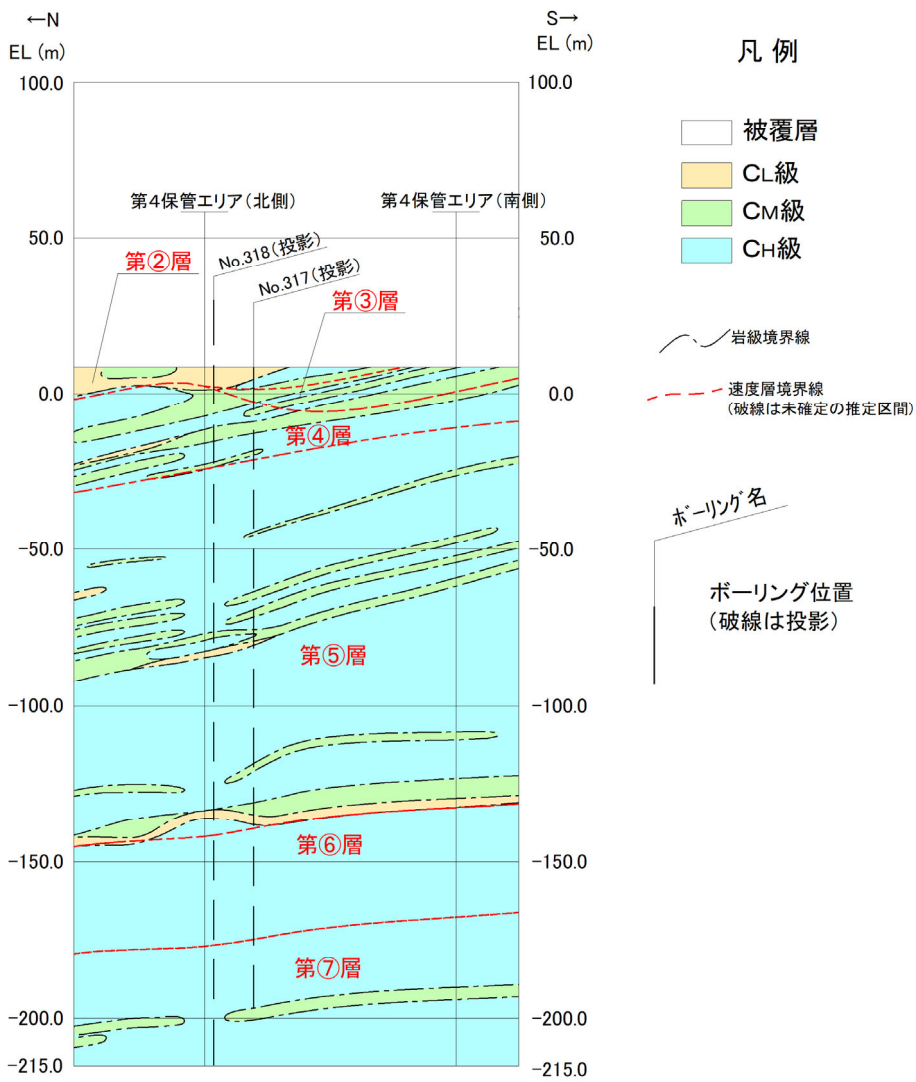 ←N
EL (m)
S→
EL (m)
100.0
50.0
0.0
-50.0
-100.0
-150.0
-200.0
-215.0
100.0
50.0
0.0
-50.0
-100.0
-150.0
-200.0
-215.0
第4保管エリア(北側)
第4保管エリア(南側)
No.318(投影)
No.317(投影)
第②層
第③層
第④層
第⑤層
第⑥層
第⑦層
凡例
被覆層
CL級
CM級
CH級
岩級境界線
速度層境界線
(破線は未確定の推定区間)
ボーリング名
ボーリング位置
(破線は投影)